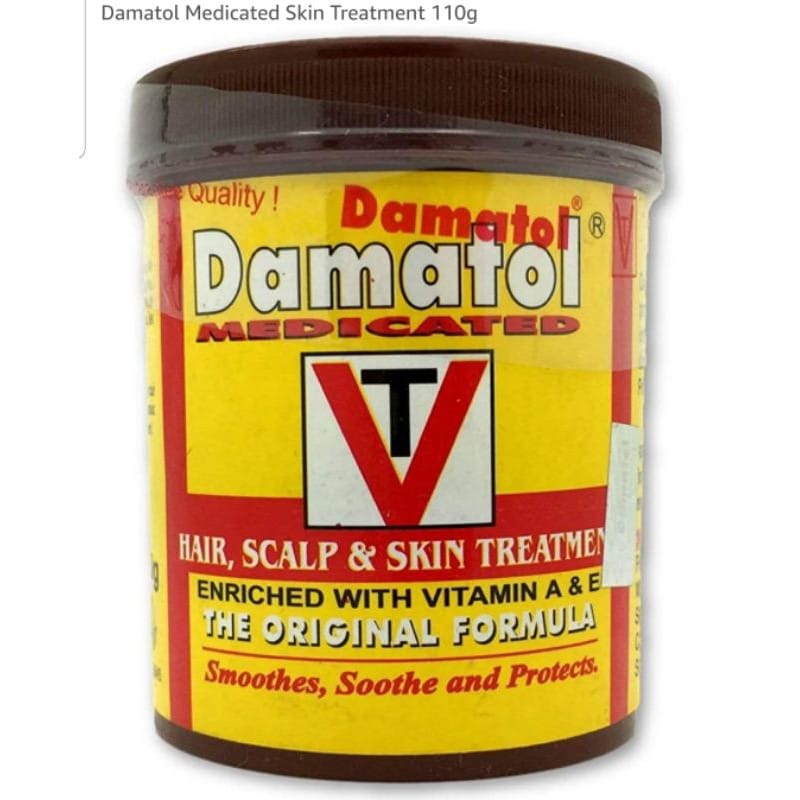 Damatol Medicated Skin Treatment 110g
Quality !
Damatol®
Damatol®
MEDICATED
TV
HAIR, SCALP & SKIN TREATMEN
ENRICHED WITH VITAMIN A & E
THE ORIGINAL FORMULA
Smoothes, Soothe and Protects.